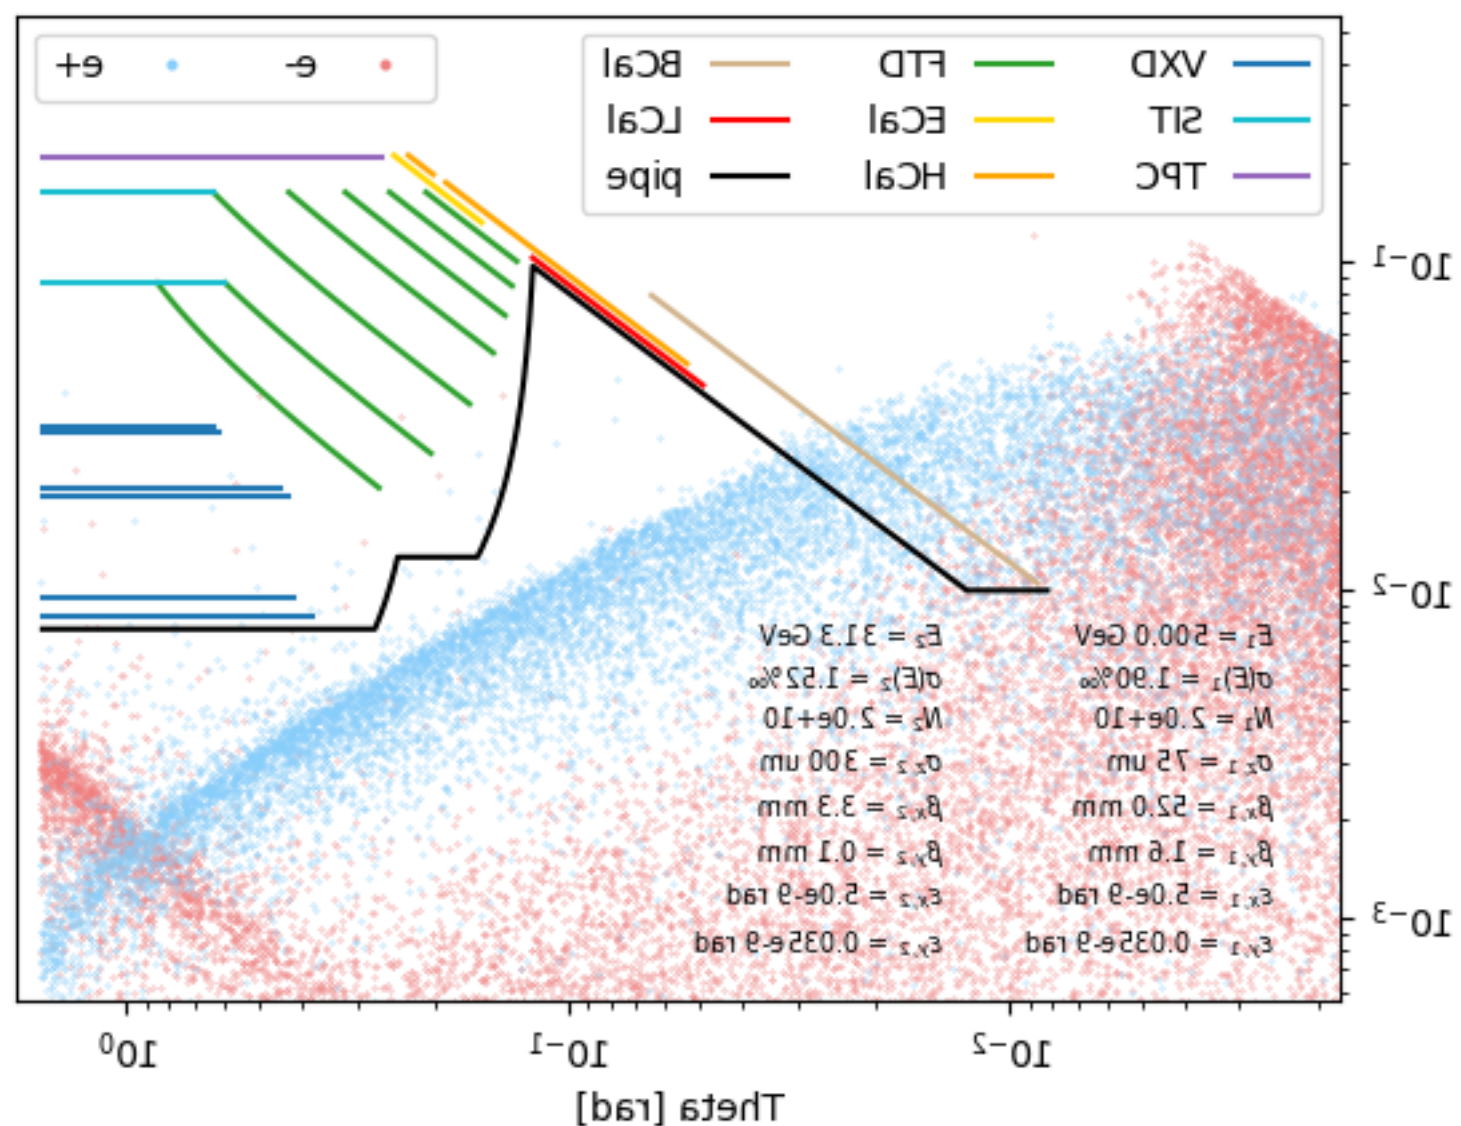 VXD FTD BCal
SIT ECal LCal
TPC HCal pipe
e- e+
10⁻¹
10⁻²
10⁻³
E₁ = 500.0 GeV
σ(E)₁ = 1.90‰
N₁ = 2.0e+10
σz,1 = 75 um
βx,1 = 52.0 mm
βy,1 = 1.6 mm
εx,1 = 5.0e-9 rad
εy,1 = 0.035e-9 rad
E₂ = 31.3 GeV
σ(E)₂ = 1.52‰
N₂ = 2.0e+10
σz,2 = 300 um
βx,2 = 3.3 mm
βy,2 = 0.1 mm
εx,2 = 5.0e-9 rad
εy,2 = 0.035e-9 rad
10⁻² 10⁻¹ 10⁰
Theta [rad]